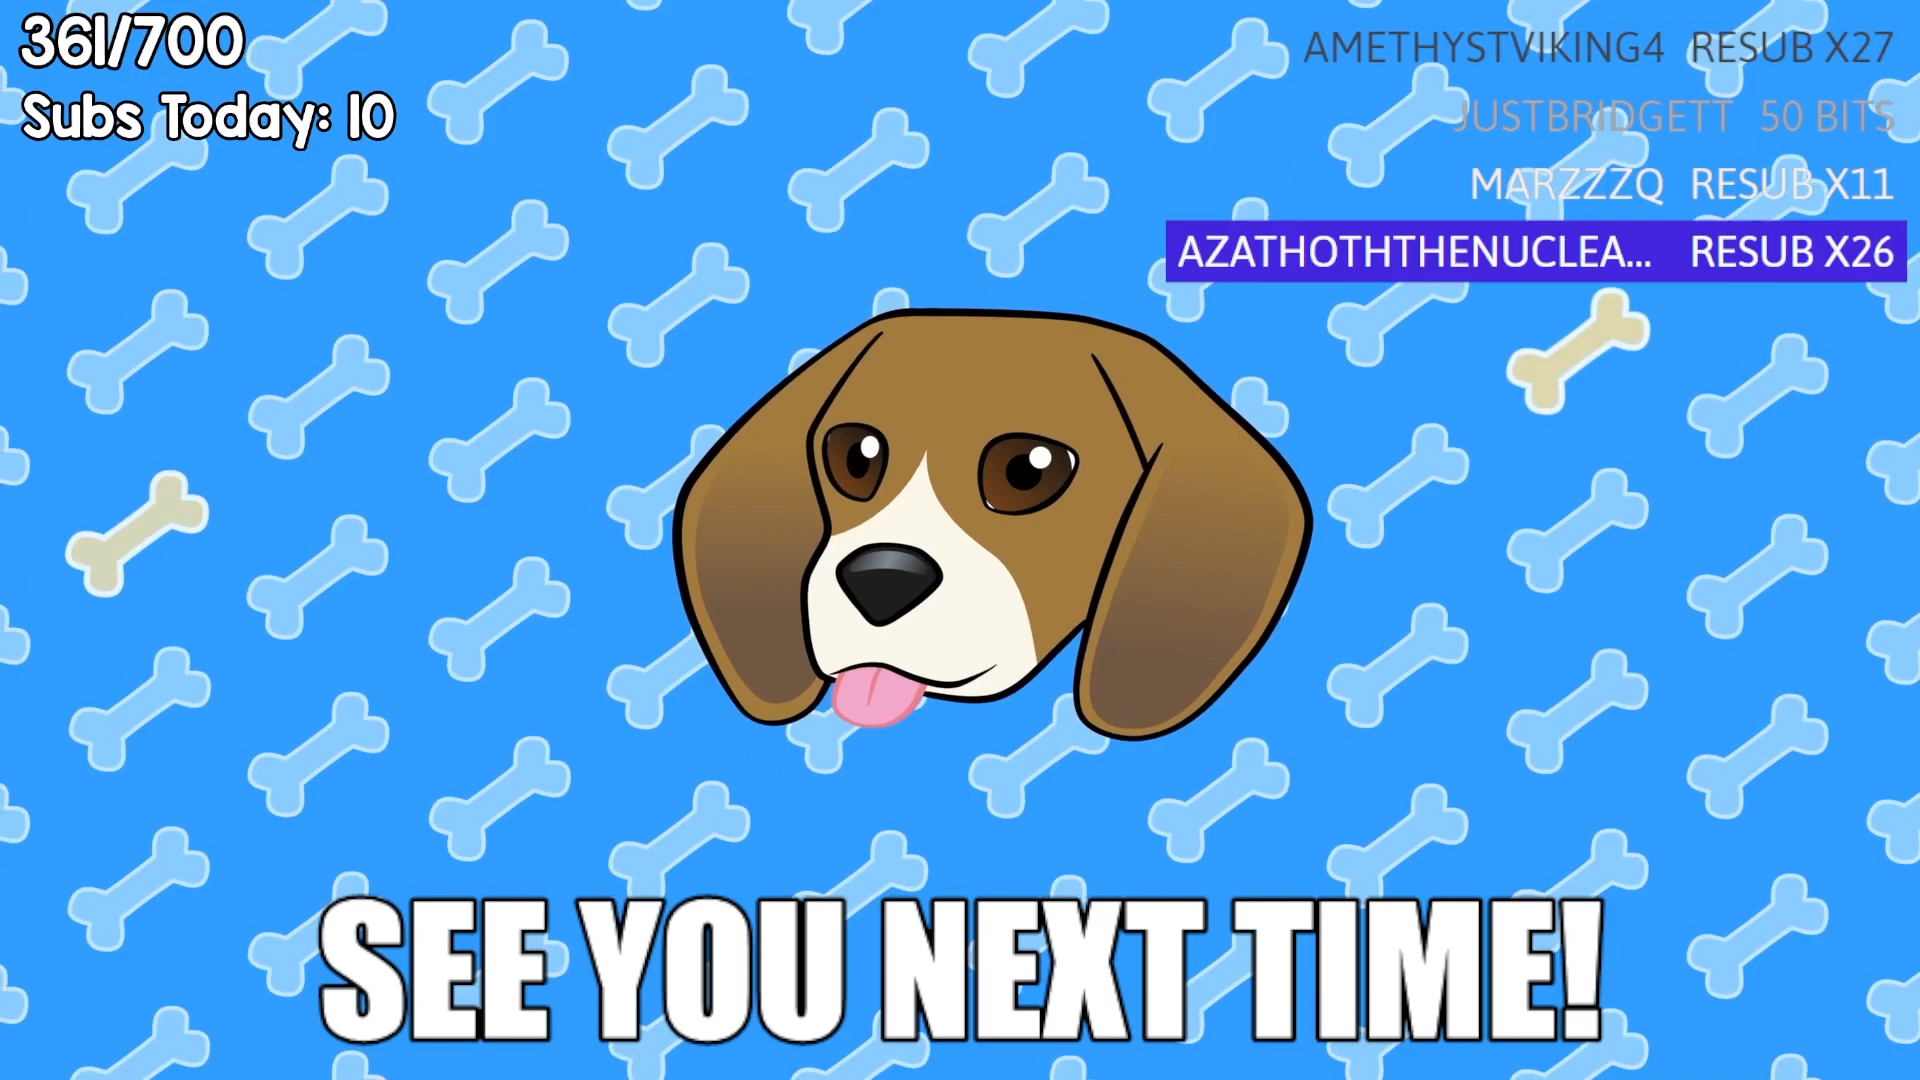 361/700
Subs Today: 10
AMETHYSTVIKING4 RESUB X27
JUSTBRIDGETT 50 BITS
MARZZZQ RESUB X11
AZATHOTHTHENUCLEA... RESUB X26
SEE YOU NEXT TIME!